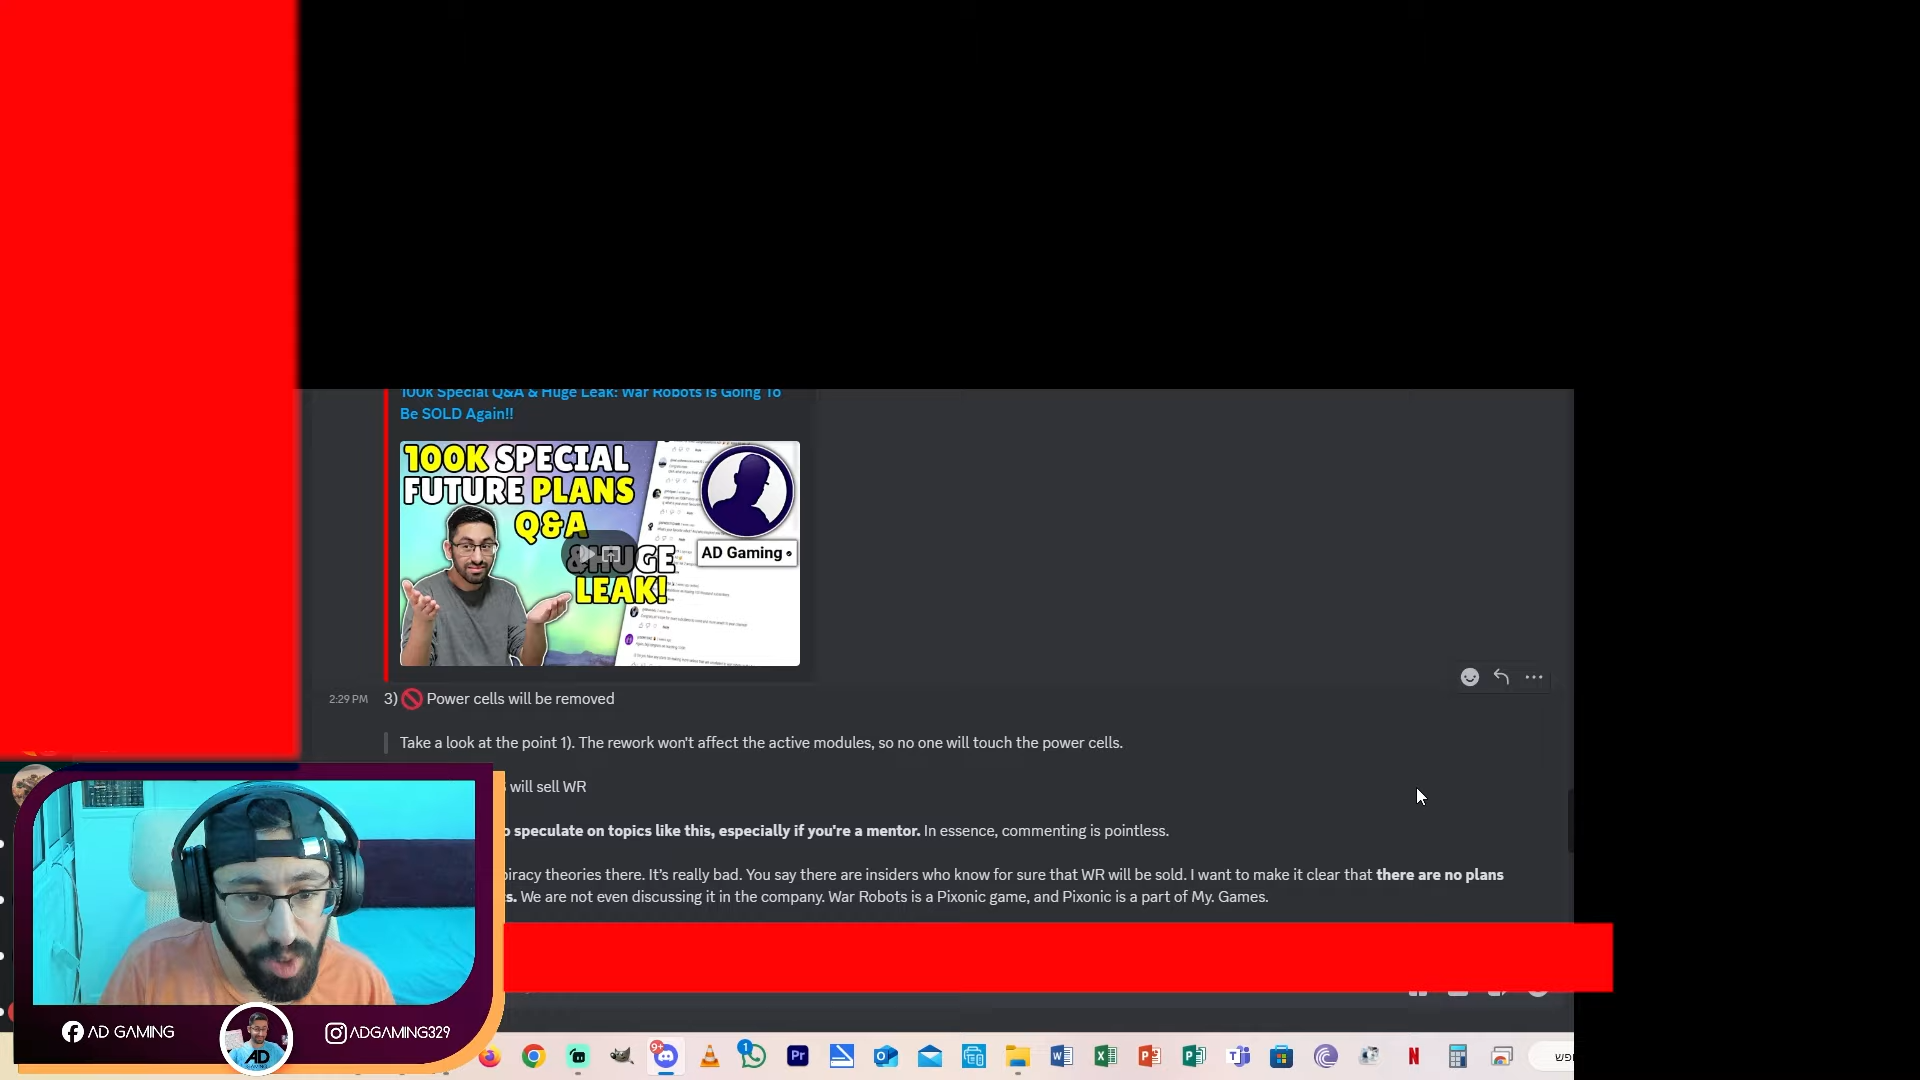 100k Special Q&A & Huge Leak: War Robots Is Going To
Be SOLD Again!!
100K SPECIAL
FUTURE PLANS
Q&A
&HUGE
LEAK!
AD Gaming
2:29 PM
3) 🚫 Power cells will be removed
Take a look at the point 1). The rework won't affect the active modules, so no one will touch the power cells.
will sell WR
speculate on topics like this, especially if you're a mentor. In essence, commenting is pointless.
theories there. It's really bad. You say there are insiders who know for sure that WR will be sold. I want to make it clear that there are no plans
We are not even discussing it in the company. War Robots is a Pixonic game, and Pixonic is a part of My. Games.
AD GAMING
AD
ADGAMING329
9+
1
Pr
N